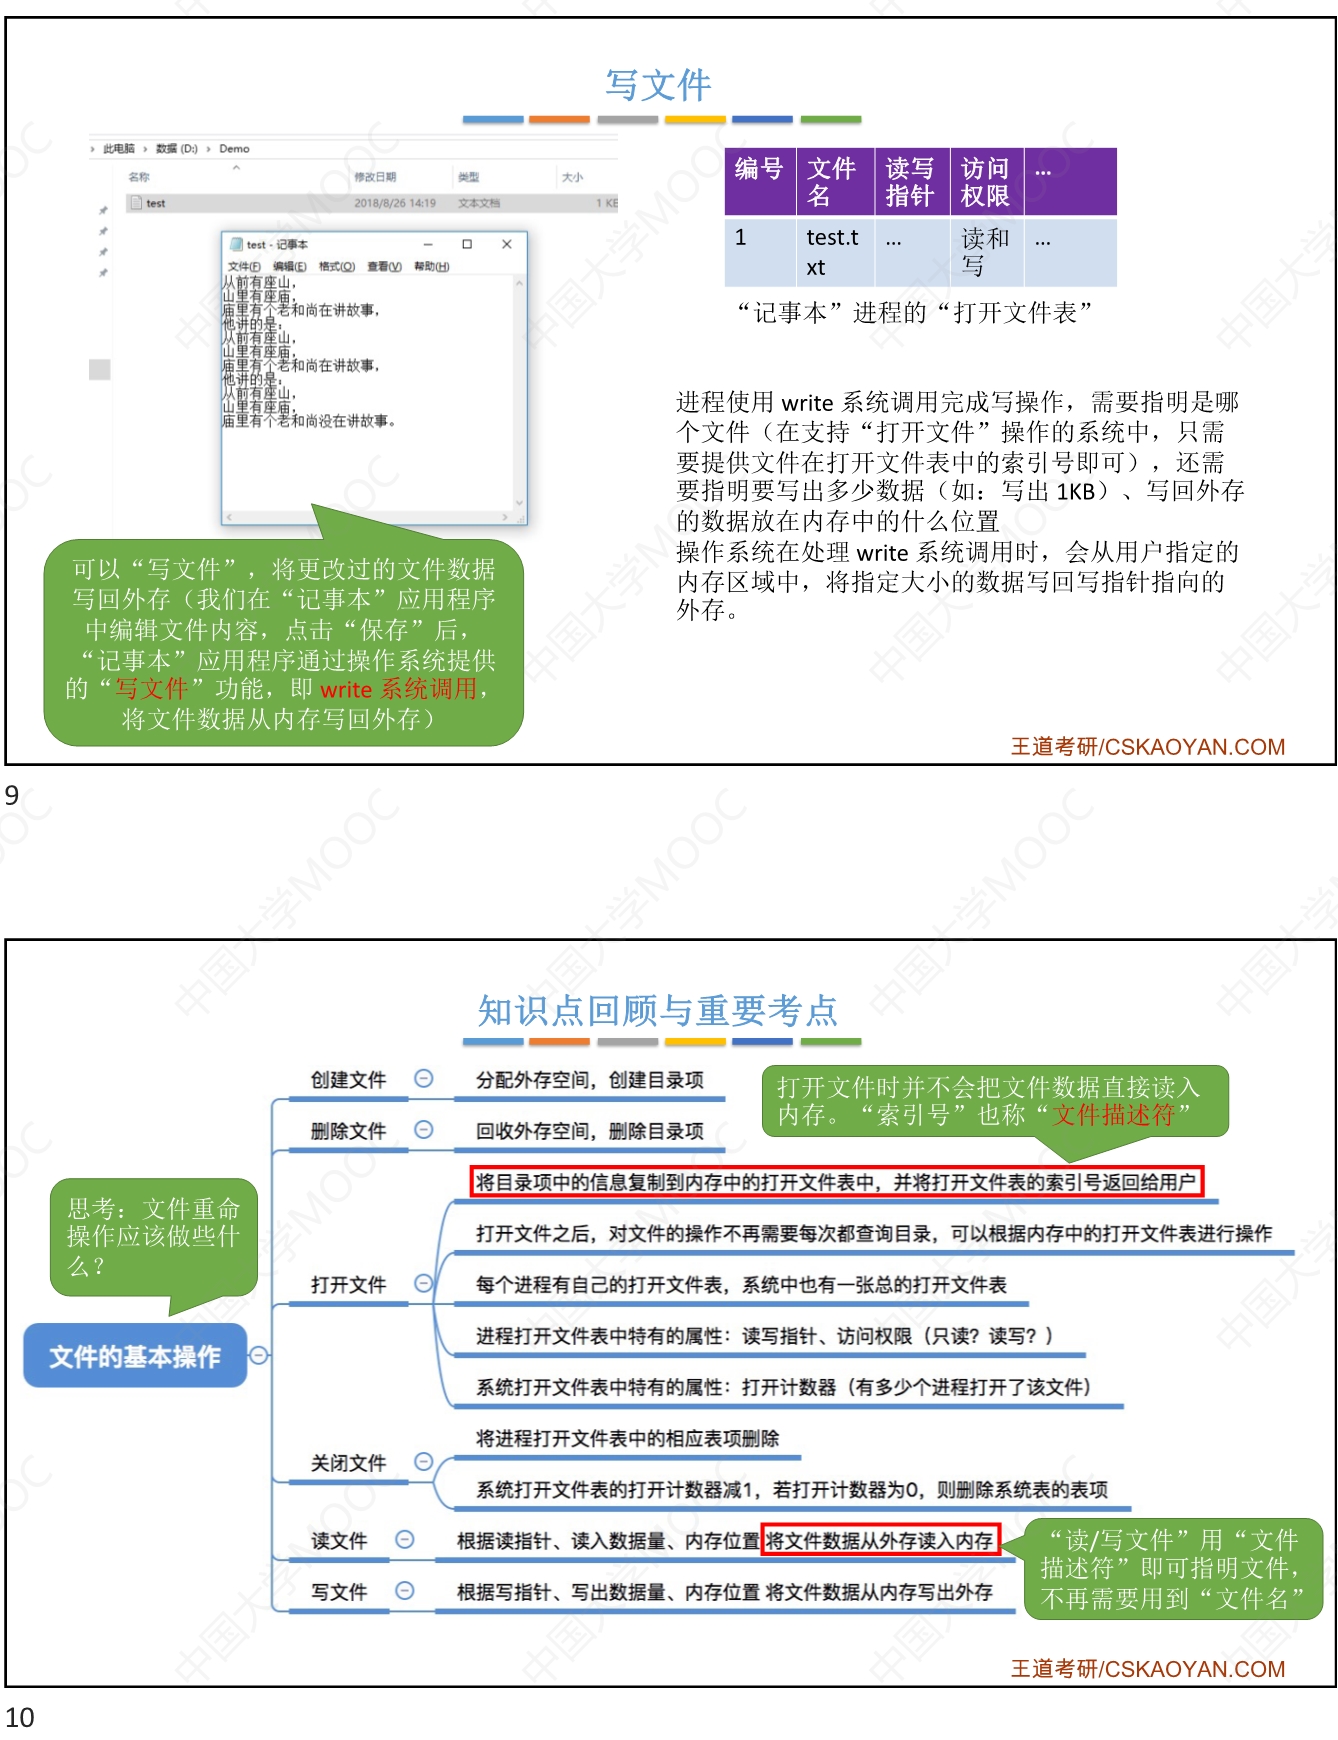 写文件
此电脑 › 数据 (D:) › Demo
名称 修改日期 类型 大小
test 2018/8/26 14:19 文本文档 1 KB
test - 记事本
文件(F) 编辑(E) 格式(O) 查看(V) 帮助(H)
从前有座山，
山里有座庙，
庙里有个老和尚在讲故事，
他讲的是：
从前有座山，
山里有座庙，
庙里有个老和尚在讲故事，
他讲的是：
从前有座山，
山里有座庙，
庙里有个老和尚没在讲故事。
可以“写文件”，将更改过的文件数据
写回外存（我们在“记事本”应用程序
中编辑文件内容，点击“保存”后，
“记事本”应用程序通过操作系统提供
的“写文件”功能，即 write 系统调用，
将文件数据从内存写回外存）
编号 文件名 读写指针 访问权限 ...
1 test.txt ... 读和写 ...
“记事本”进程的“打开文件表”
进程使用 write 系统调用完成写操作，需要指明是哪
个文件（在支持“打开文件”操作的系统中，只需
要提供文件在打开文件表中的索引号即可），还需
要指明要写出多少数据（如：写出 1KB）、写回外存
的数据放在内存中的什么位置
操作系统在处理 write 系统调用时，会从用户指定的
内存区域中，将指定大小的数据写回写指针指向的
外存。
王道考研/CSKAOYAN.COM
9
知识点回顾与重要考点
创建文件 分配外存空间，创建目录项
打开文件时并不会把文件数据直接读入
内存。“索引号”也称“文件描述符”
删除文件 回收外存空间，删除目录项
思考：文件重命
操作应该做些什
么？
文件的基本操作
打开文件
将目录项中的信息复制到内存中的打开文件表中，并将打开文件表的索引号返回给用户
打开文件之后，对文件的操作不再需要每次都查询目录，可以根据内存中的打开文件表进行操作
每个进程有自己的打开文件表，系统中也有一张总的打开文件表
进程打开文件表中特有的属性：读写指针、访问权限（只读？读写？）
系统打开文件表中特有的属性：打开计数器（有多少个进程打开了该文件）
关闭文件
将进程打开文件表中的相应表项删除
系统打开文件表的打开计数器减1，若打开计数器为0，则删除系统表的表项
读文件 根据读指针、读入数据量、内存位置 将文件数据从外存读入内存
“读/写文件”用“文件
描述符”即可指明文件，
不再需要用到“文件名”
写文件 根据写指针、写出数据量、内存位置 将文件数据从内存写出外存
王道考研/CSKAOYAN.COM
10
中国大学MOOC